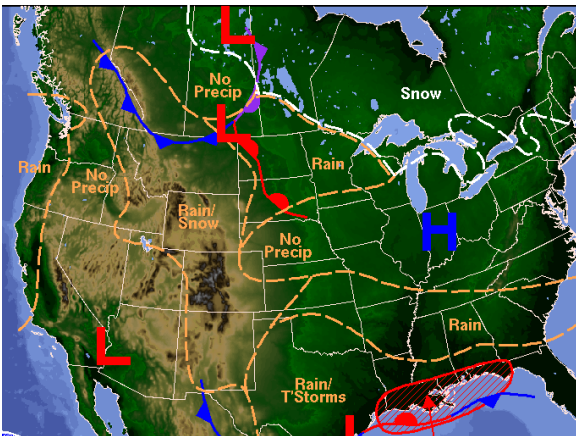 L
No
Precip
Snow
L
Rain
Rain
No
Precip
Rain/
Snow
H
No
Precip
Rain
L
Rain/
T'Storms
L